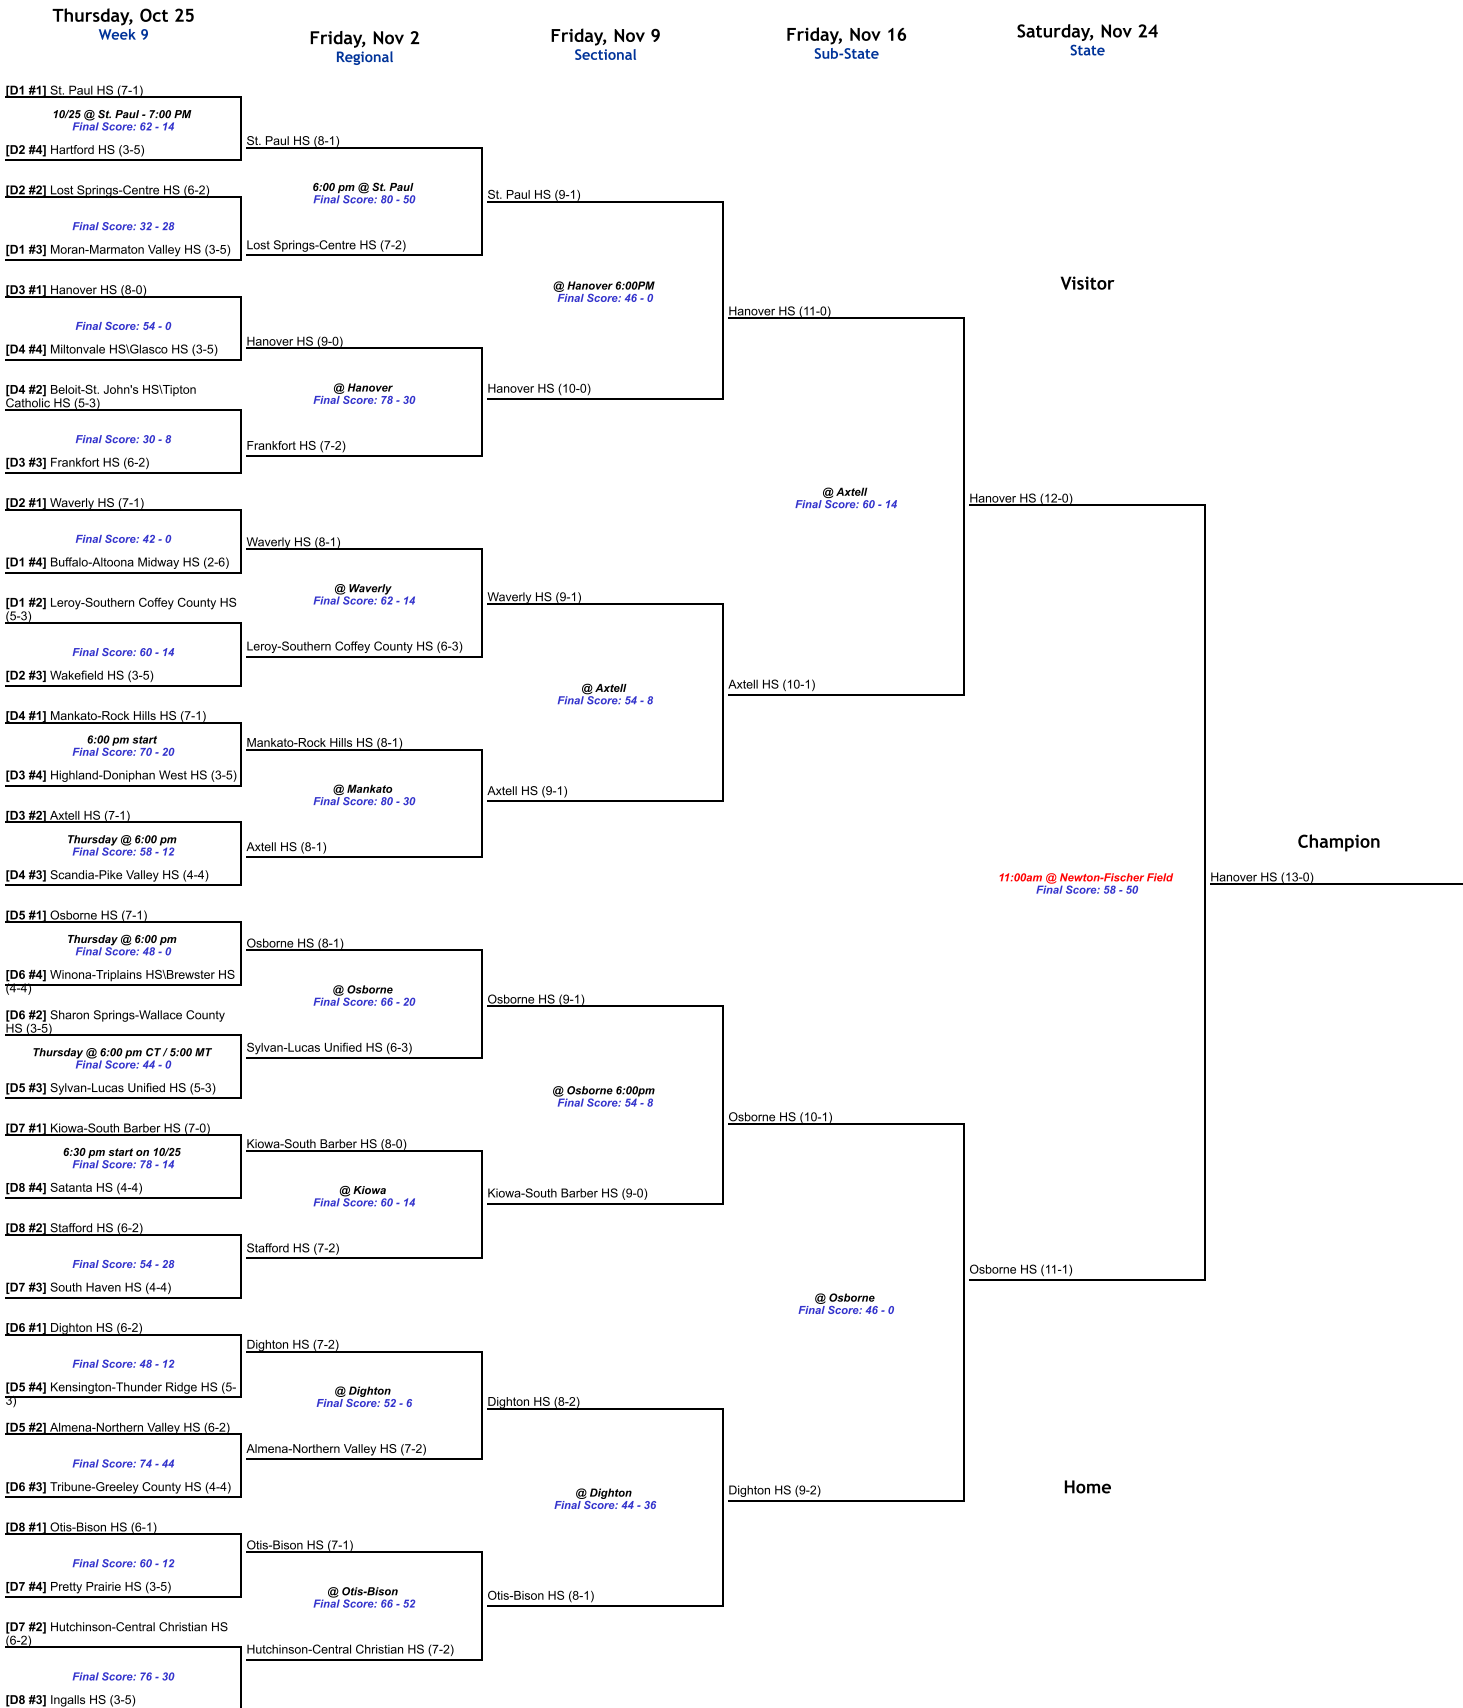 Thursday, Oct 25
Week 9
Friday, Nov 2
Regional
Friday, Nov 9
Sectional
Friday, Nov 16
Sub-State
Saturday, Nov 24
State
[D1 #1] St. Paul HS (7-1)
10/25 @ St. Paul - 7:00 PM
Final Score: 62 - 14
[D2 #4] Hartford HS (3-5)
[D2 #2] Lost Springs-Centre HS (6-2)
Final Score: 32 - 28
[D1 #3] Moran-Marmaton Valley HS (3-5)
[D3 #1] Hanover HS (8-0)
Final Score: 54 - 0
[D4 #4] Miltonvale HS\Glasco HS (3-5)
[D4 #2] Beloit-St. John's HS\Tipton
Catholic HS (5-3)
Final Score: 30 - 8
[D3 #3] Frankfort HS (6-2)
[D2 #1] Waverly HS (7-1)
Final Score: 42 - 0
[D1 #4] Buffalo-Altoona Midway HS (2-6)
[D1 #2] Leroy-Southern Coffey County HS
(5-3)
Final Score: 60 - 14
[D2 #3] Wakefield HS (3-5)
[D4 #1] Mankato-Rock Hills HS (7-1)
6:00 pm start
Final Score: 70 - 20
[D3 #4] Highland-Doniphan West HS (3-5)
[D3 #2] Axtell HS (7-1)
Thursday @ 6:00 pm
Final Score: 58 - 12
[D4 #3] Scandia-Pike Valley HS (4-4)
[D5 #1] Osborne HS (7-1)
Thursday @ 6:00 pm
Final Score: 48 - 0
[D6 #4] Winona-Triplains HS\Brewster HS
(4-4)
[D6 #2] Sharon Springs-Wallace County
HS (3-5)
Thursday @ 6:00 pm CT / 5:00 MT
Final Score: 44 - 0
[D5 #3] Sylvan-Lucas Unified HS (5-3)
[D7 #1] Kiowa-South Barber HS (7-0)
6:30 pm start on 10/25
Final Score: 78 - 14
[D8 #4] Satanta HS (4-4)
[D8 #2] Stafford HS (6-2)
Final Score: 54 - 28
[D7 #3] South Haven HS (4-4)
[D6 #1] Dighton HS (6-2)
Final Score: 48 - 12
[D5 #4] Kensington-Thunder Ridge HS (5-
3)
[D5 #2] Almena-Northern Valley HS (6-2)
Final Score: 74 - 44
[D6 #3] Tribune-Greeley County HS (4-4)
[D8 #1] Otis-Bison HS (6-1)
Final Score: 60 - 12
[D7 #4] Pretty Prairie HS (3-5)
[D7 #2] Hutchinson-Central Christian HS
(6-2)
Final Score: 76 - 30
[D8 #3] Ingalls HS (3-5)
St. Paul HS (8-1)
6:00 pm @ St. Paul
Final Score: 80 - 50
Lost Springs-Centre HS (7-2)
Hanover HS (9-0)
@ Hanover
Final Score: 78 - 30
Frankfort HS (7-2)
Waverly HS (8-1)
@ Waverly
Final Score: 62 - 14
Leroy-Southern Coffey County HS (6-3)
Mankato-Rock Hills HS (8-1)
@ Mankato
Final Score: 80 - 30
Axtell HS (8-1)
Osborne HS (8-1)
@ Osborne
Final Score: 66 - 20
Sylvan-Lucas Unified HS (6-3)
Kiowa-South Barber HS (8-0)
@ Kiowa
Final Score: 60 - 14
Stafford HS (7-2)
Dighton HS (7-2)
@ Dighton
Final Score: 52 - 6
Almena-Northern Valley HS (7-2)
Otis-Bison HS (7-1)
@ Otis-Bison
Final Score: 66 - 52
Hutchinson-Central Christian HS (7-2)
St. Paul HS (9-1)
@ Hanover 6:00PM
Final Score: 46 - 0
Hanover HS (10-0)
Waverly HS (9-1)
@ Axtell
Final Score: 54 - 8
Axtell HS (9-1)
Osborne HS (9-1)
@ Osborne 6:00pm
Final Score: 54 - 8
Kiowa-South Barber HS (9-0)
Dighton HS (8-2)
@ Dighton
Final Score: 44 - 36
Otis-Bison HS (8-1)
Hanover HS (11-0)
@ Axtell
Final Score: 60 - 14
Axtell HS (10-1)
Osborne HS (10-1)
@ Osborne
Final Score: 46 - 0
Dighton HS (9-2)
Visitor
Hanover HS (12-0)
11:00am @ Newton-Fischer Field
Final Score: 58 - 50
Osborne HS (11-1)
Home
Champion
Hanover HS (13-0)